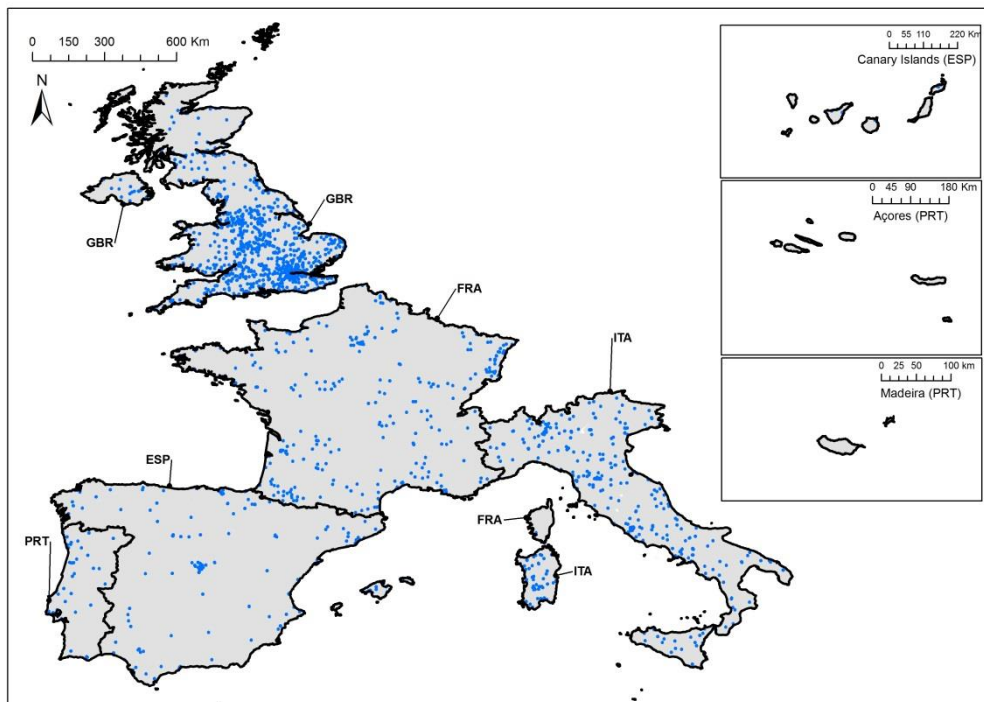 0 150 300 600 Km
N
GBR
GBR
FRA
ITA
ESP
PRT
FRA
ITA
0 55 110 220 Km
Canary Islands (ESP)
0 45 90 180 Km
Açores (PRT)
0 25 50 100 km
Madeira (PRT)